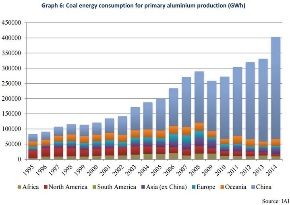 Graph 6: Coal energy consumption for primary aluminium production (GWh)
450000
400000
350000
300000
250000
200000
150000
100000
50000
0
1995 1996 1997 1998 1999 2000 2001 2002 2003 2004 2005 2006 2007 2008 2009 2010 2011 2012 2013 2014
Africa North America South America Asia (ex China) Europe Oceania China
Source: IAI